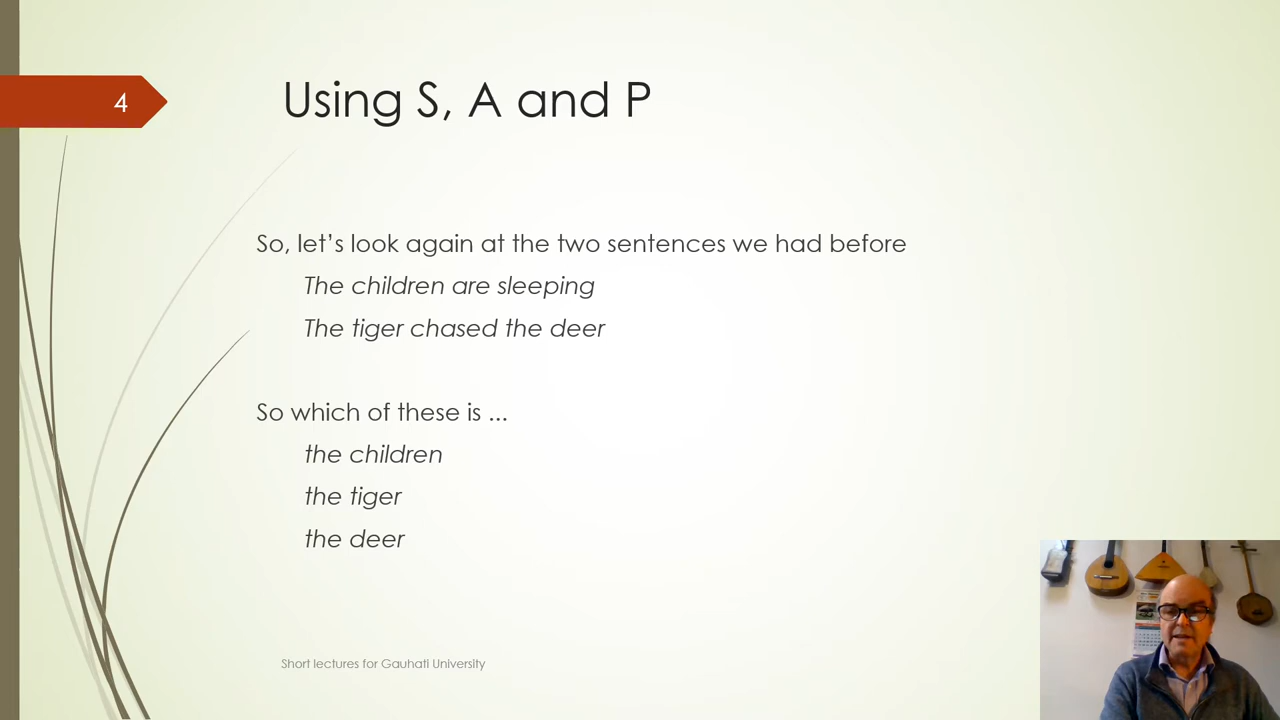 4
Using S, A and P
So, let's look again at the two sentences we had before
The children are sleeping
The tiger chased the deer
So which of these is ...
the children
the tiger
the deer
Short lectures for Gauhati University